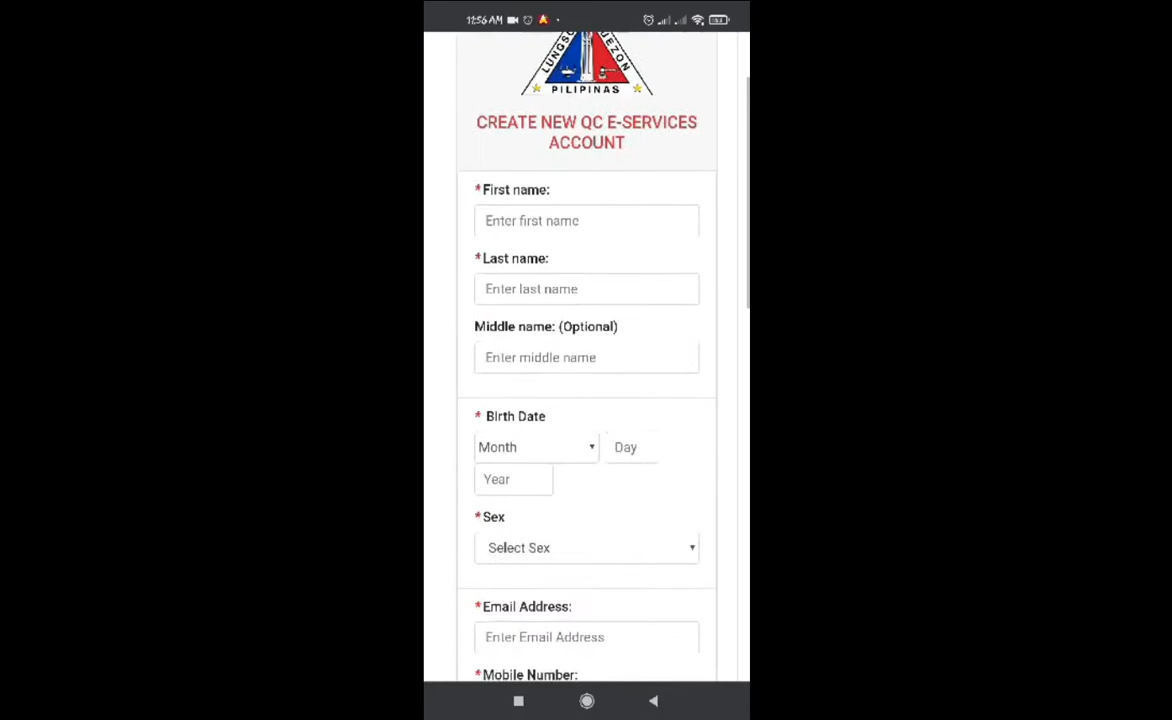 11:56 AM
LUNGSO
UEZON
PILIPINAS
CREATE NEW QC E-SERVICES
ACCOUNT
*First name:
Enter first name
*Last name:
Enter last name
Middle name: (Optional)
Enter middle name
* Birth Date
Month
Day
Year
*Sex
Select Sex
*Email Address:
Enter Email Address
*Mobile Number: